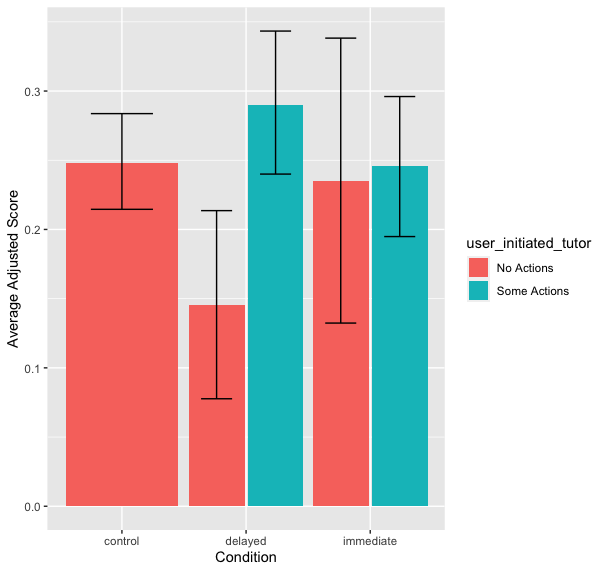 0.3
0.2
0.1
0.0
Average Adjusted Score
control
delayed
immediate
Condition
user_initiated_tutor
No Actions
Some Actions